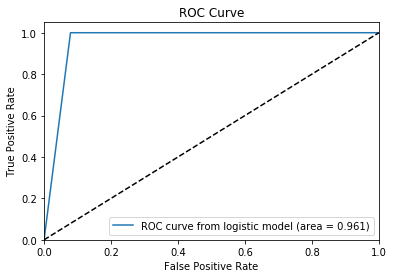 ROC Curve
1.0
0.8
0.6
0.4
0.2
0.0
True Positive Rate
ROC curve from logistic model (area = 0.961)
0.0 0.2 0.4 0.6 0.8 1.0
False Positive Rate